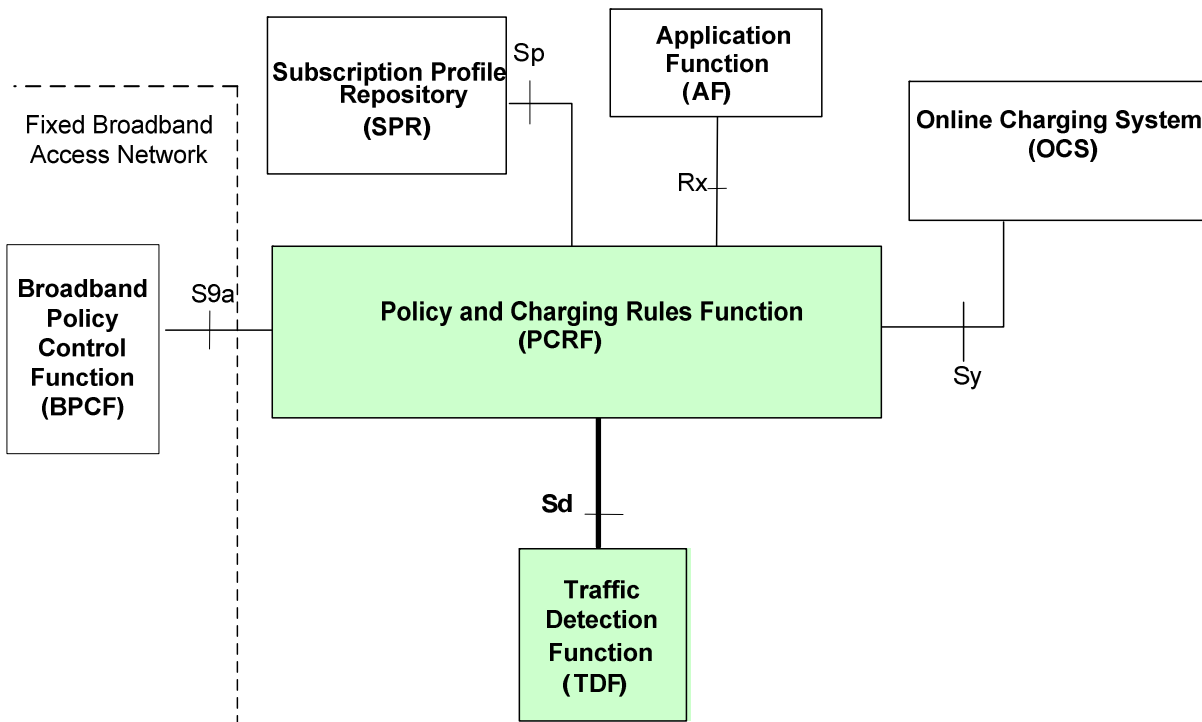 Sp
Subscription Profile
Repository
(SPR)
Application
Function
(AF)
Online Charging System
(OCS)
Fixed Broadband
Access Network
Rx
Broadband
Policy
Control
Function
(BPCF)
S9a
Policy and Charging Rules Function
(PCRF)
Sy
Sd
Traffic
Detection
Function
(TDF)